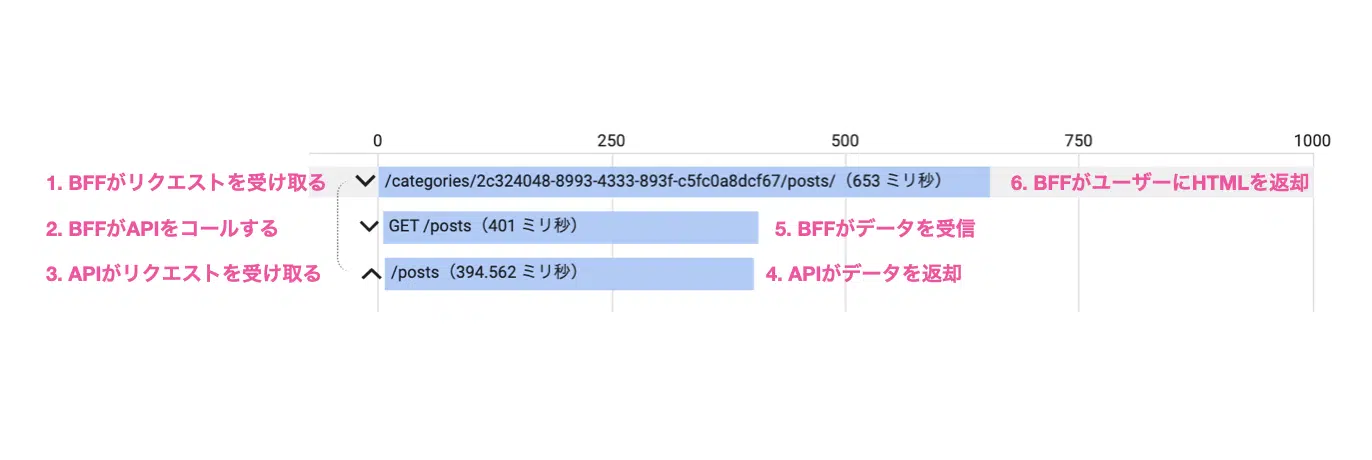 0 250 500 750 1000
1. BFFがリクエストを受け取る /categories/2c324048-8993-4333-893f-c5fc0a8dcf67/posts/（653 ミリ秒） 6. BFFがユーザーにHTMLを返却
2. BFFがAPIをコールする GET /posts（401 ミリ秒） 5. BFFがデータを受信
3. APIがリクエストを受け取る /posts（394.562 ミリ秒） 4. APIがデータを返却